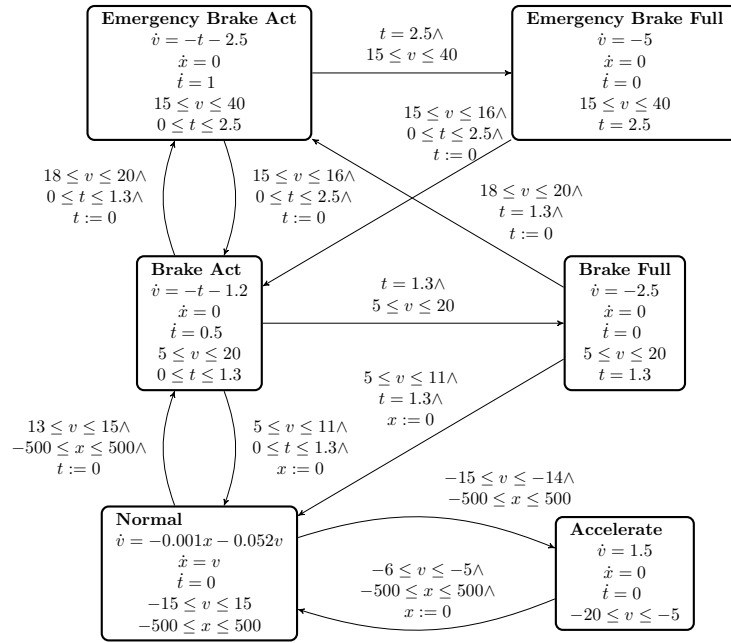 Emergency Brake Act
v̇ = −t − 2.5
ẋ = 0
ṫ = 1
15 ≤ v ≤ 40
0 ≤ t ≤ 2.5
t = 2.5∧
15 ≤ v ≤ 40
Emergency Brake Full
v̇ = −5
ẋ = 0
ṫ = 0
15 ≤ v ≤ 40
t = 2.5
18 ≤ v ≤ 20∧
0 ≤ t ≤ 1.3∧
t := 0
15 ≤ v ≤ 16∧
0 ≤ t ≤ 2.5∧
t := 0
15 ≤ v ≤ 16∧
0 ≤ t ≤ 2.5∧
t := 0
18 ≤ v ≤ 20∧
t = 1.3∧
t := 0
Brake Act
v̇ = −t − 1.2
ẋ = 0
ṫ = 0.5
5 ≤ v ≤ 20
0 ≤ t ≤ 1.3
t = 1.3∧
5 ≤ v ≤ 20
Brake Full
v̇ = −2.5
ẋ = 0
ṫ = 0
5 ≤ v ≤ 20
t = 1.3
13 ≤ v ≤ 15∧
−500 ≤ x ≤ 500∧
t := 0
5 ≤ v ≤ 11∧
0 ≤ t ≤ 1.3∧
x := 0
5 ≤ v ≤ 11∧
t = 1.3∧
x := 0
Normal
v̇ = −0.001x − 0.052v
ẋ = v
ṫ = 0
−15 ≤ v ≤ 15
−500 ≤ x ≤ 500
−15 ≤ v ≤ −14∧
−500 ≤ x ≤ 500
−6 ≤ v ≤ −5∧
−500 ≤ x ≤ 500∧
x := 0
Accelerate
v̇ = 1.5
ẋ = 0
ṫ = 0
−20 ≤ v ≤ −5